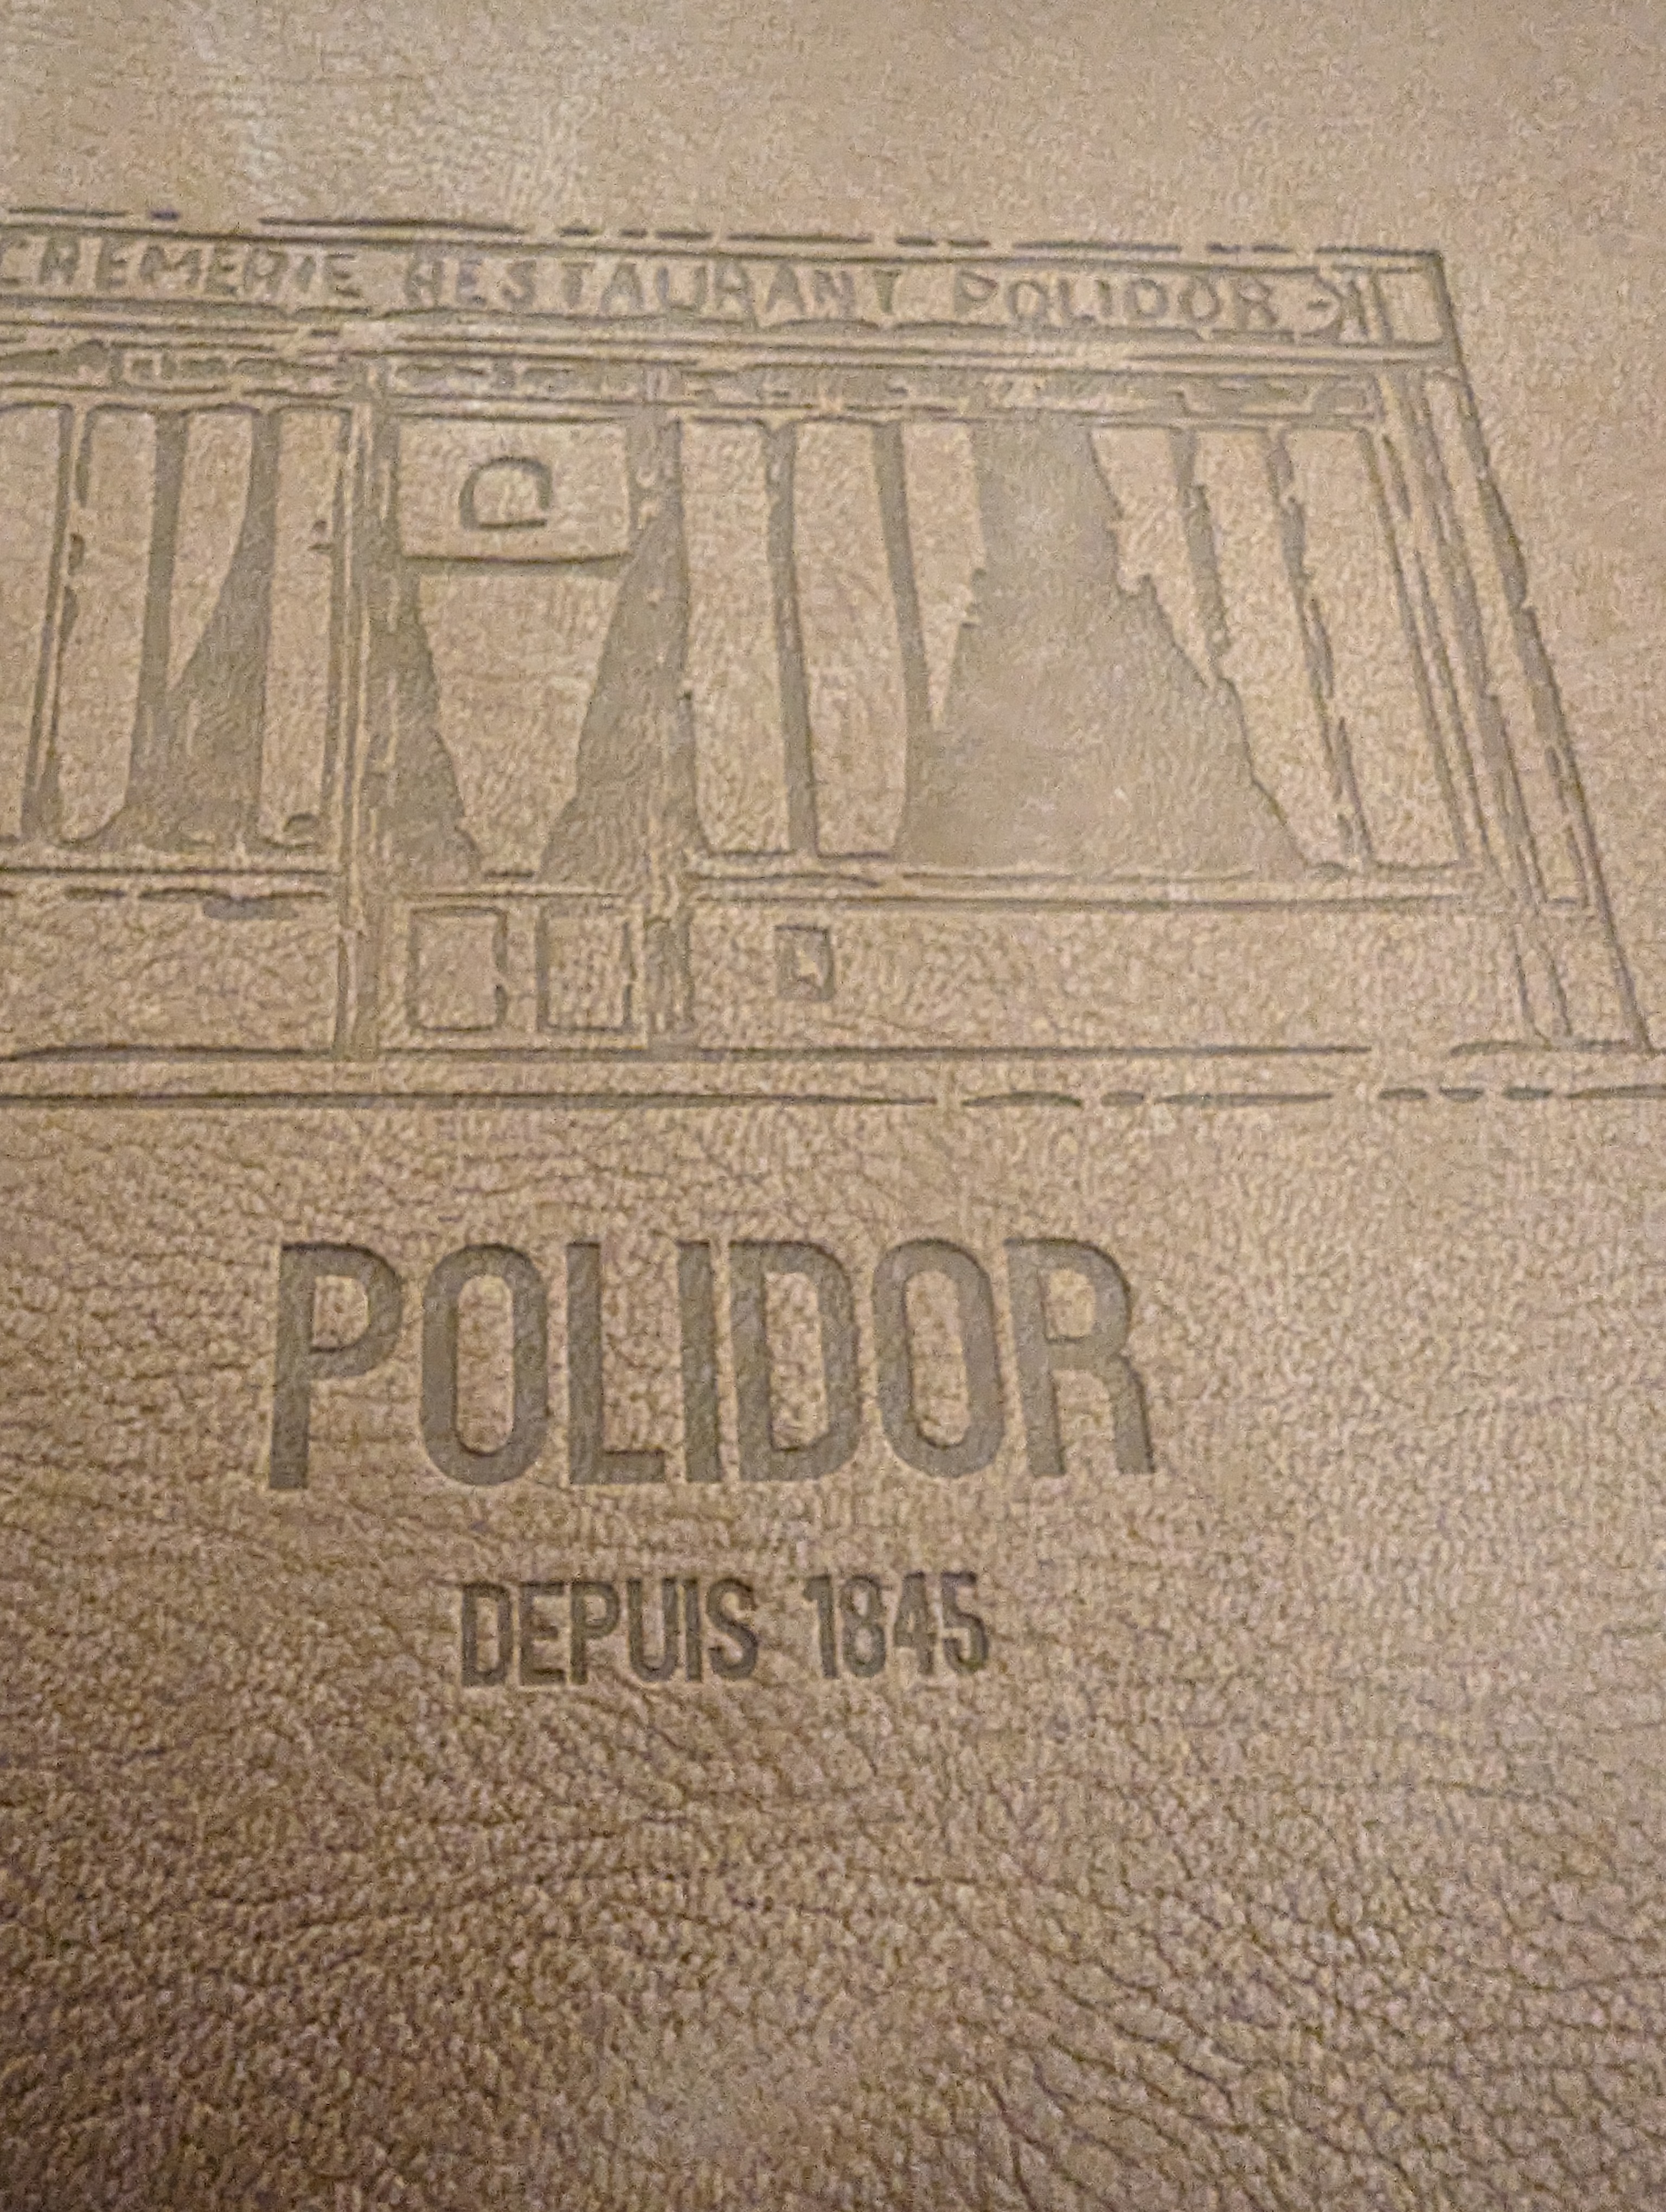 CREMERIE RESTAURANT POLIDOR
P
POLIDOR
DEPUIS 1845